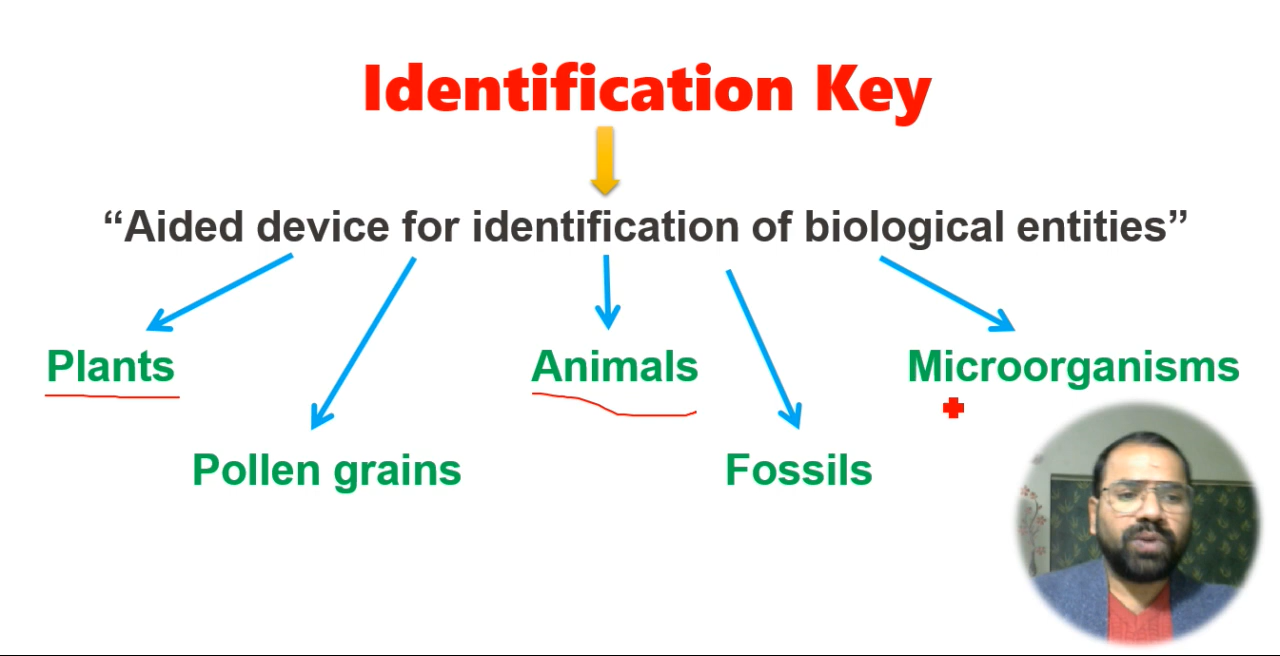 Identification Key
“Aided device for identification of biological entities”
Plants
Animals
Microorganisms
Pollen grains
Fossils